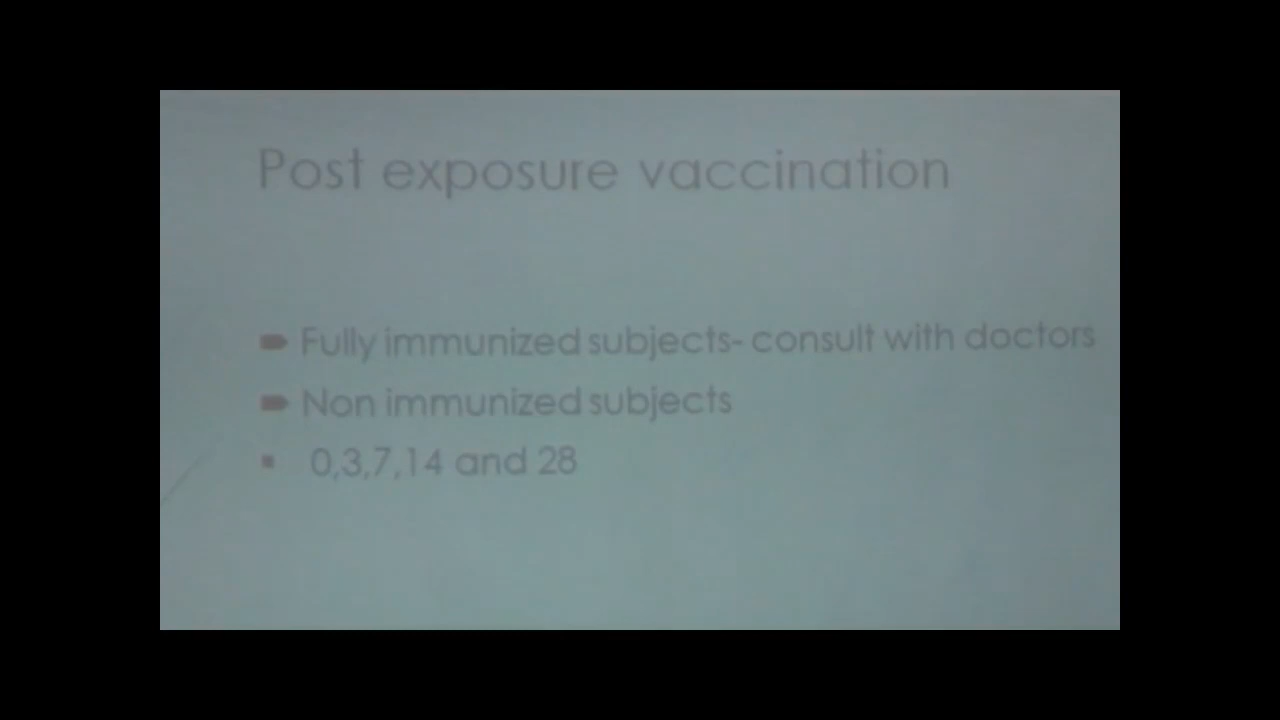 Post exposure vaccination
Fully immunized subjects- consult with doctors
Non immunized subjects
0,3,7,14 and 28